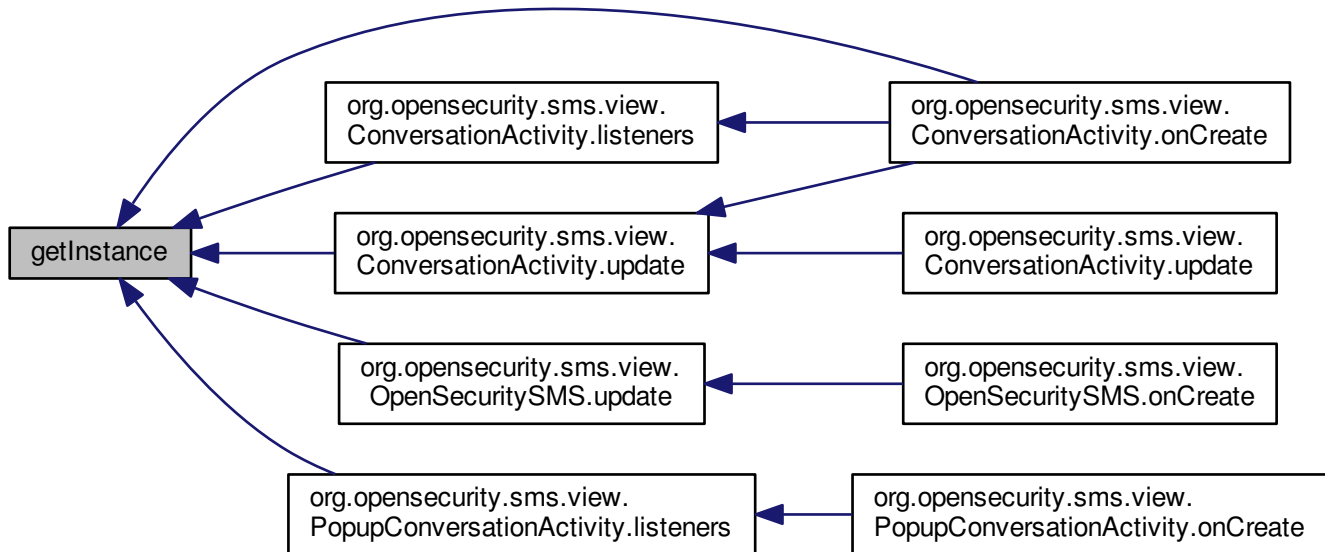 org.opensecurity.sms.view.
ConversationActivity.listeners
org.opensecurity.sms.view.
ConversationActivity.onCreate
getInstance
org.opensecurity.sms.view.
ConversationActivity.update
org.opensecurity.sms.view.
ConversationActivity.update
org.opensecurity.sms.view.
OpenSecuritySMS.update
org.opensecurity.sms.view.
OpenSecuritySMS.onCreate
org.opensecurity.sms.view.
PopupConversationActivity.listeners
org.opensecurity.sms.view.
PopupConversationActivity.onCreate